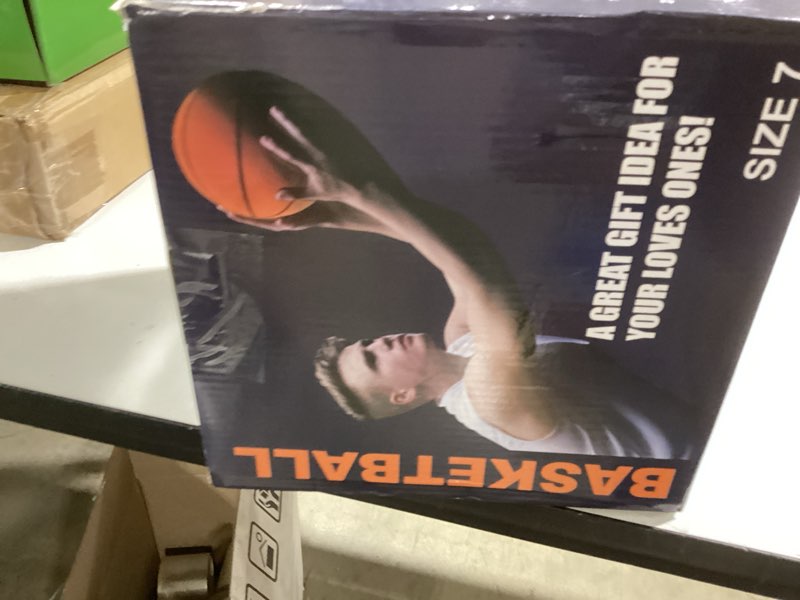 BASKETBALL
A GREAT GIFT IDEA FOR
YOUR LOVES ONES!
SIZE 7